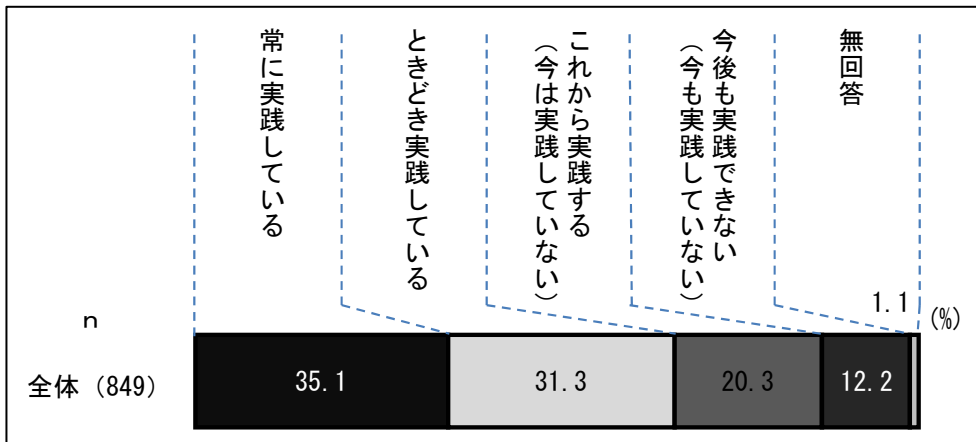 常に実践している
ときどき実践している
これから実践する
（今は実践していない）
今後も実践できない
（今も実践していない）
無回答
1.1
(%)
n
全体 (849)
35.1
31.3
20.3
12.2